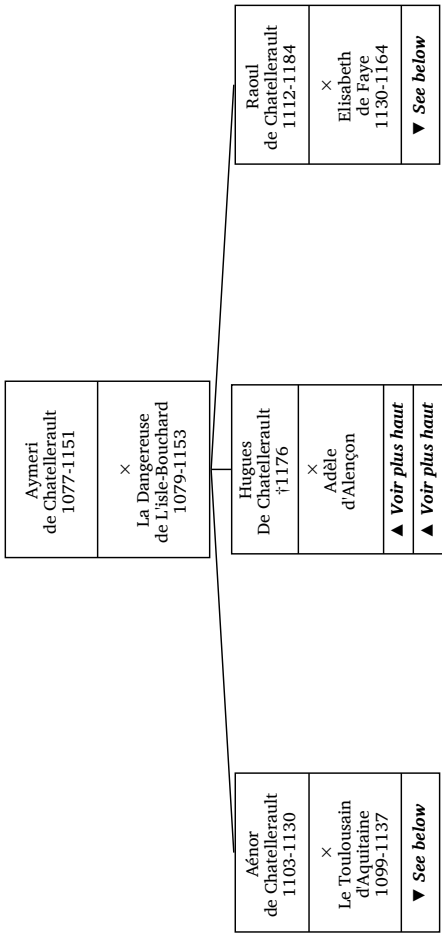 Aymeri
de Chatellerault
1077-1151
×
La Dangereuse
de L'isle-Bouchard
1079-1153
Aénor
de Chatellerault
1103-1130
×
Le Toulousain
d'Aquitaine
1099-1137
▼ See below
Hugues
De Chatellerault
†1176
×
Adèle
d'Alençon
▲ Voir plus haut
▲ Voir plus haut
Raoul
de Chatellerault
1112-1184
×
Elisabeth
de Faye
1130-1164
▼ See below